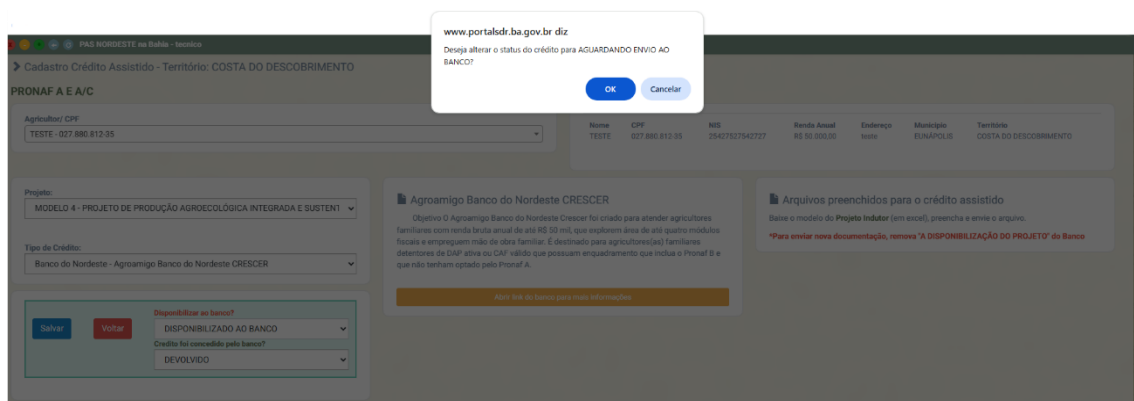 www.portalsdr.ba.gov.br diz
Deseja alterar o status do crédito para AGUARDANDO ENVIO AO
BANCO?
OK
Cancelar
PAS NORDESTE na Bahia - tecnico
Cadastro Crédito Assistido - Território: COSTA DO DESCOBRIMENTO
PRONAF A E A/C
Agricultor/ CPF
TESTE - 027.880.812-35
Nome CPF NIS Renda Anual Endereço Município Território
TESTE 027.880.812-35 25427527542727 R$ 50.000,00 teste EUNÁPOLIS COSTA DO DESCOBRIMENTO
Projeto:
MODELO 4 - PROJETO DE PRODUÇÃO AGROECOLÓGICA INTEGRADA E SUSTENT
Tipo de Crédito:
Banco do Nordeste - Agroamigo Banco do Nordeste CRESCER
Salvar
Voltar
Disponibilizar ao banco?
DISPONIBILIZADO AO BANCO
Credito foi concedido pelo banco?
DEVOLVIDO
Agroamigo Banco do Nordeste CRESCER
Objetivo O Agroamigo Banco do Nordeste Crescer foi criado para atender agricultores
familiares com renda bruta anual de até R$ 50 mil, que explorem área de até quatro módulos
fiscais e empreguem mão de obra familiar. É destinado para agricultores(as) familiares
detentores de DAP ativa ou CAF válido que possuam enquadramento que inclua o Pronaf B e
que não tenham optado pelo Pronaf A.
Abrir link do banco para mais informações
Arquivos preenchidos para o crédito assistido
Baixe o modelo do Projeto Indutor (em excel), preencha e envie o arquivo.
*Para enviar nova documentação, remova "A DISPONIBILIZAÇÃO DO PROJETO" do Banco